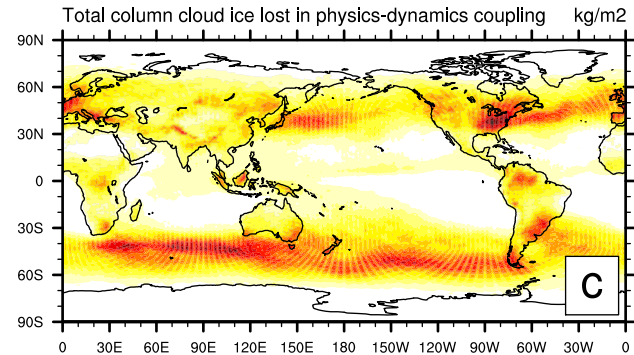 Total column cloud ice lost in physics-dynamics coupling kg/m2
90N
60N
30N
0
30S
60S
90S
C
0 30E 60E 90E 120E 150E 180 150W 120W 90W 60W 30W 0